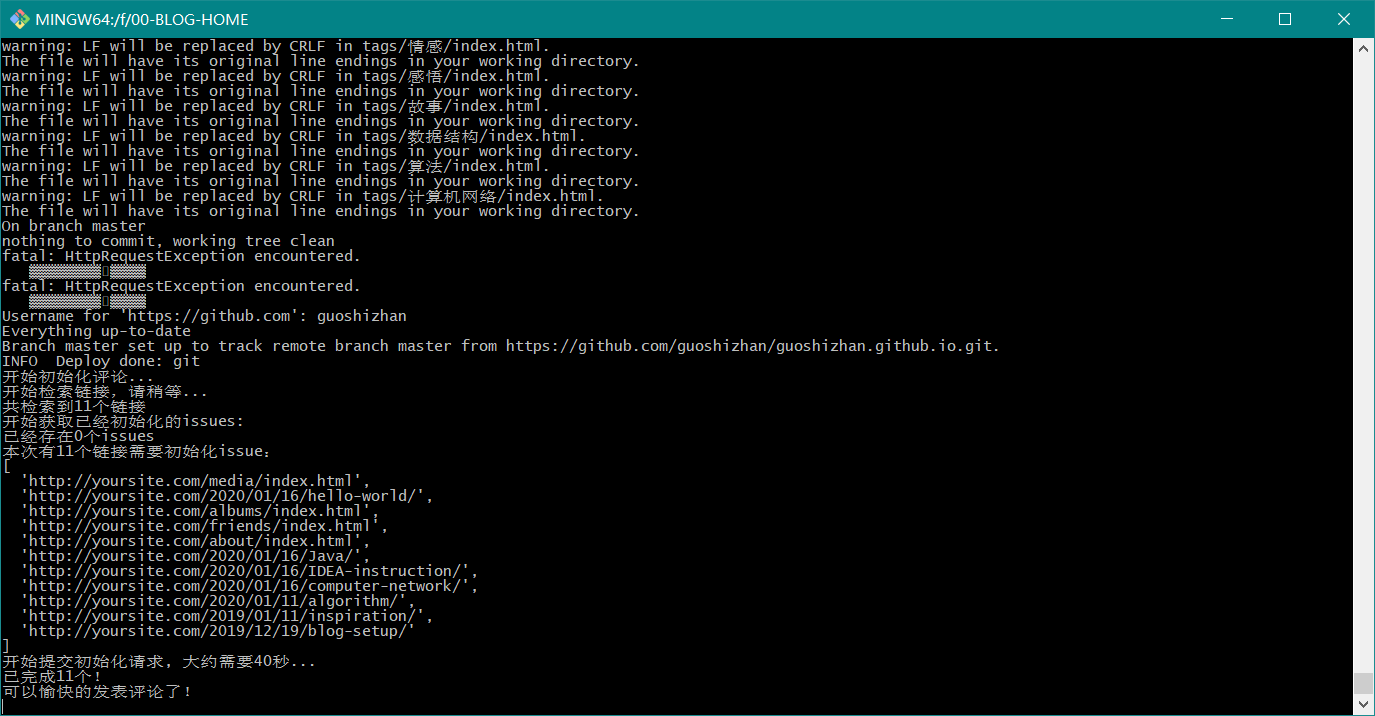 MINGW64:/f/00-BLOG-HOME
warning: LF will be replaced by CRLF in tags/情感/index.html.
The file will have its original line endings in your working directory.
warning: LF will be replaced by CRLF in tags/感悟/index.html.
The file will have its original line endings in your working directory.
warning: LF will be replaced by CRLF in tags/故事/index.html.
The file will have its original line endings in your working directory.
warning: LF will be replaced by CRLF in tags/数据结构/index.html.
The file will have its original line endings in your working directory.
warning: LF will be replaced by CRLF in tags/算法/index.html.
The file will have its original line endings in your working directory.
warning: LF will be replaced by CRLF in tags/计算机网络/index.html.
The file will have its original line endings in your working directory.
On branch master
nothing to commit, working tree clean
fatal: HttpRequestException encountered.
fatal: HttpRequestException encountered.
Username for 'https://github.com': guoshizhan
Everything up-to-date
Branch master set up to track remote branch master from https://github.com/guoshizhan/guoshizhan.github.io.git.
INFO  Deploy done: git
开始初始化评论...
开始检索链接，请稍等...
共检索到11个链接
开始获取已经初始化的issues:
已经存在0个issues
本次有11个链接需要初始化issue：
[
  'http://yoursite.com/media/index.html',
  'http://yoursite.com/2020/01/16/hello-world/',
  'http://yoursite.com/albums/index.html',
  'http://yoursite.com/friends/index.html',
  'http://yoursite.com/about/index.html',
  'http://yoursite.com/2020/01/16/Java/',
  'http://yoursite.com/2020/01/16/IDEA-instruction/',
  'http://yoursite.com/2020/01/16/computer-network/',
  'http://yoursite.com/2020/01/11/algorithm/',
  'http://yoursite.com/2019/01/11/inspiration/',
  'http://yoursite.com/2019/12/19/blog-setup/'
]
开始提交初始化请求，大约需要40秒...
已完成11个！
可以愉快的发表评论了！